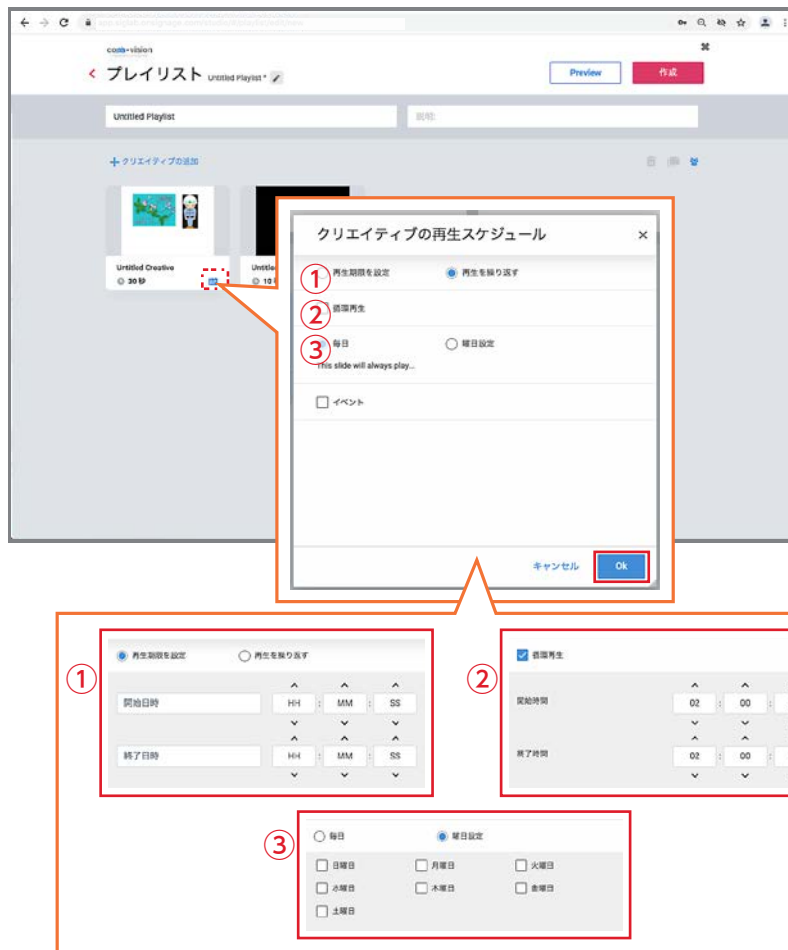 com-vision
プレイリスト Untitled Playlist *
Preview
作成
Untitled Playlist
説明:
クリエイティブの追加
Untitled Creative
30 秒
Untitle
10
クリエイティブの再生スケジュール ×
① 再生期限を設定 再生を繰り返す
② 循環再生
③ 毎日 曜日設定
This slide will always play...
イベント
キャンセル Ok
①
再生期限を設定 再生を繰り返す
開始日時 HH : MM : SS
終了日時 HH : MM : SS
②
循環再生
開始時間 02 : 00 :
終了時間 02 : 00 :
③
毎日 曜日設定
日曜日 月曜日 火曜日
水曜日 木曜日 金曜日
土曜日